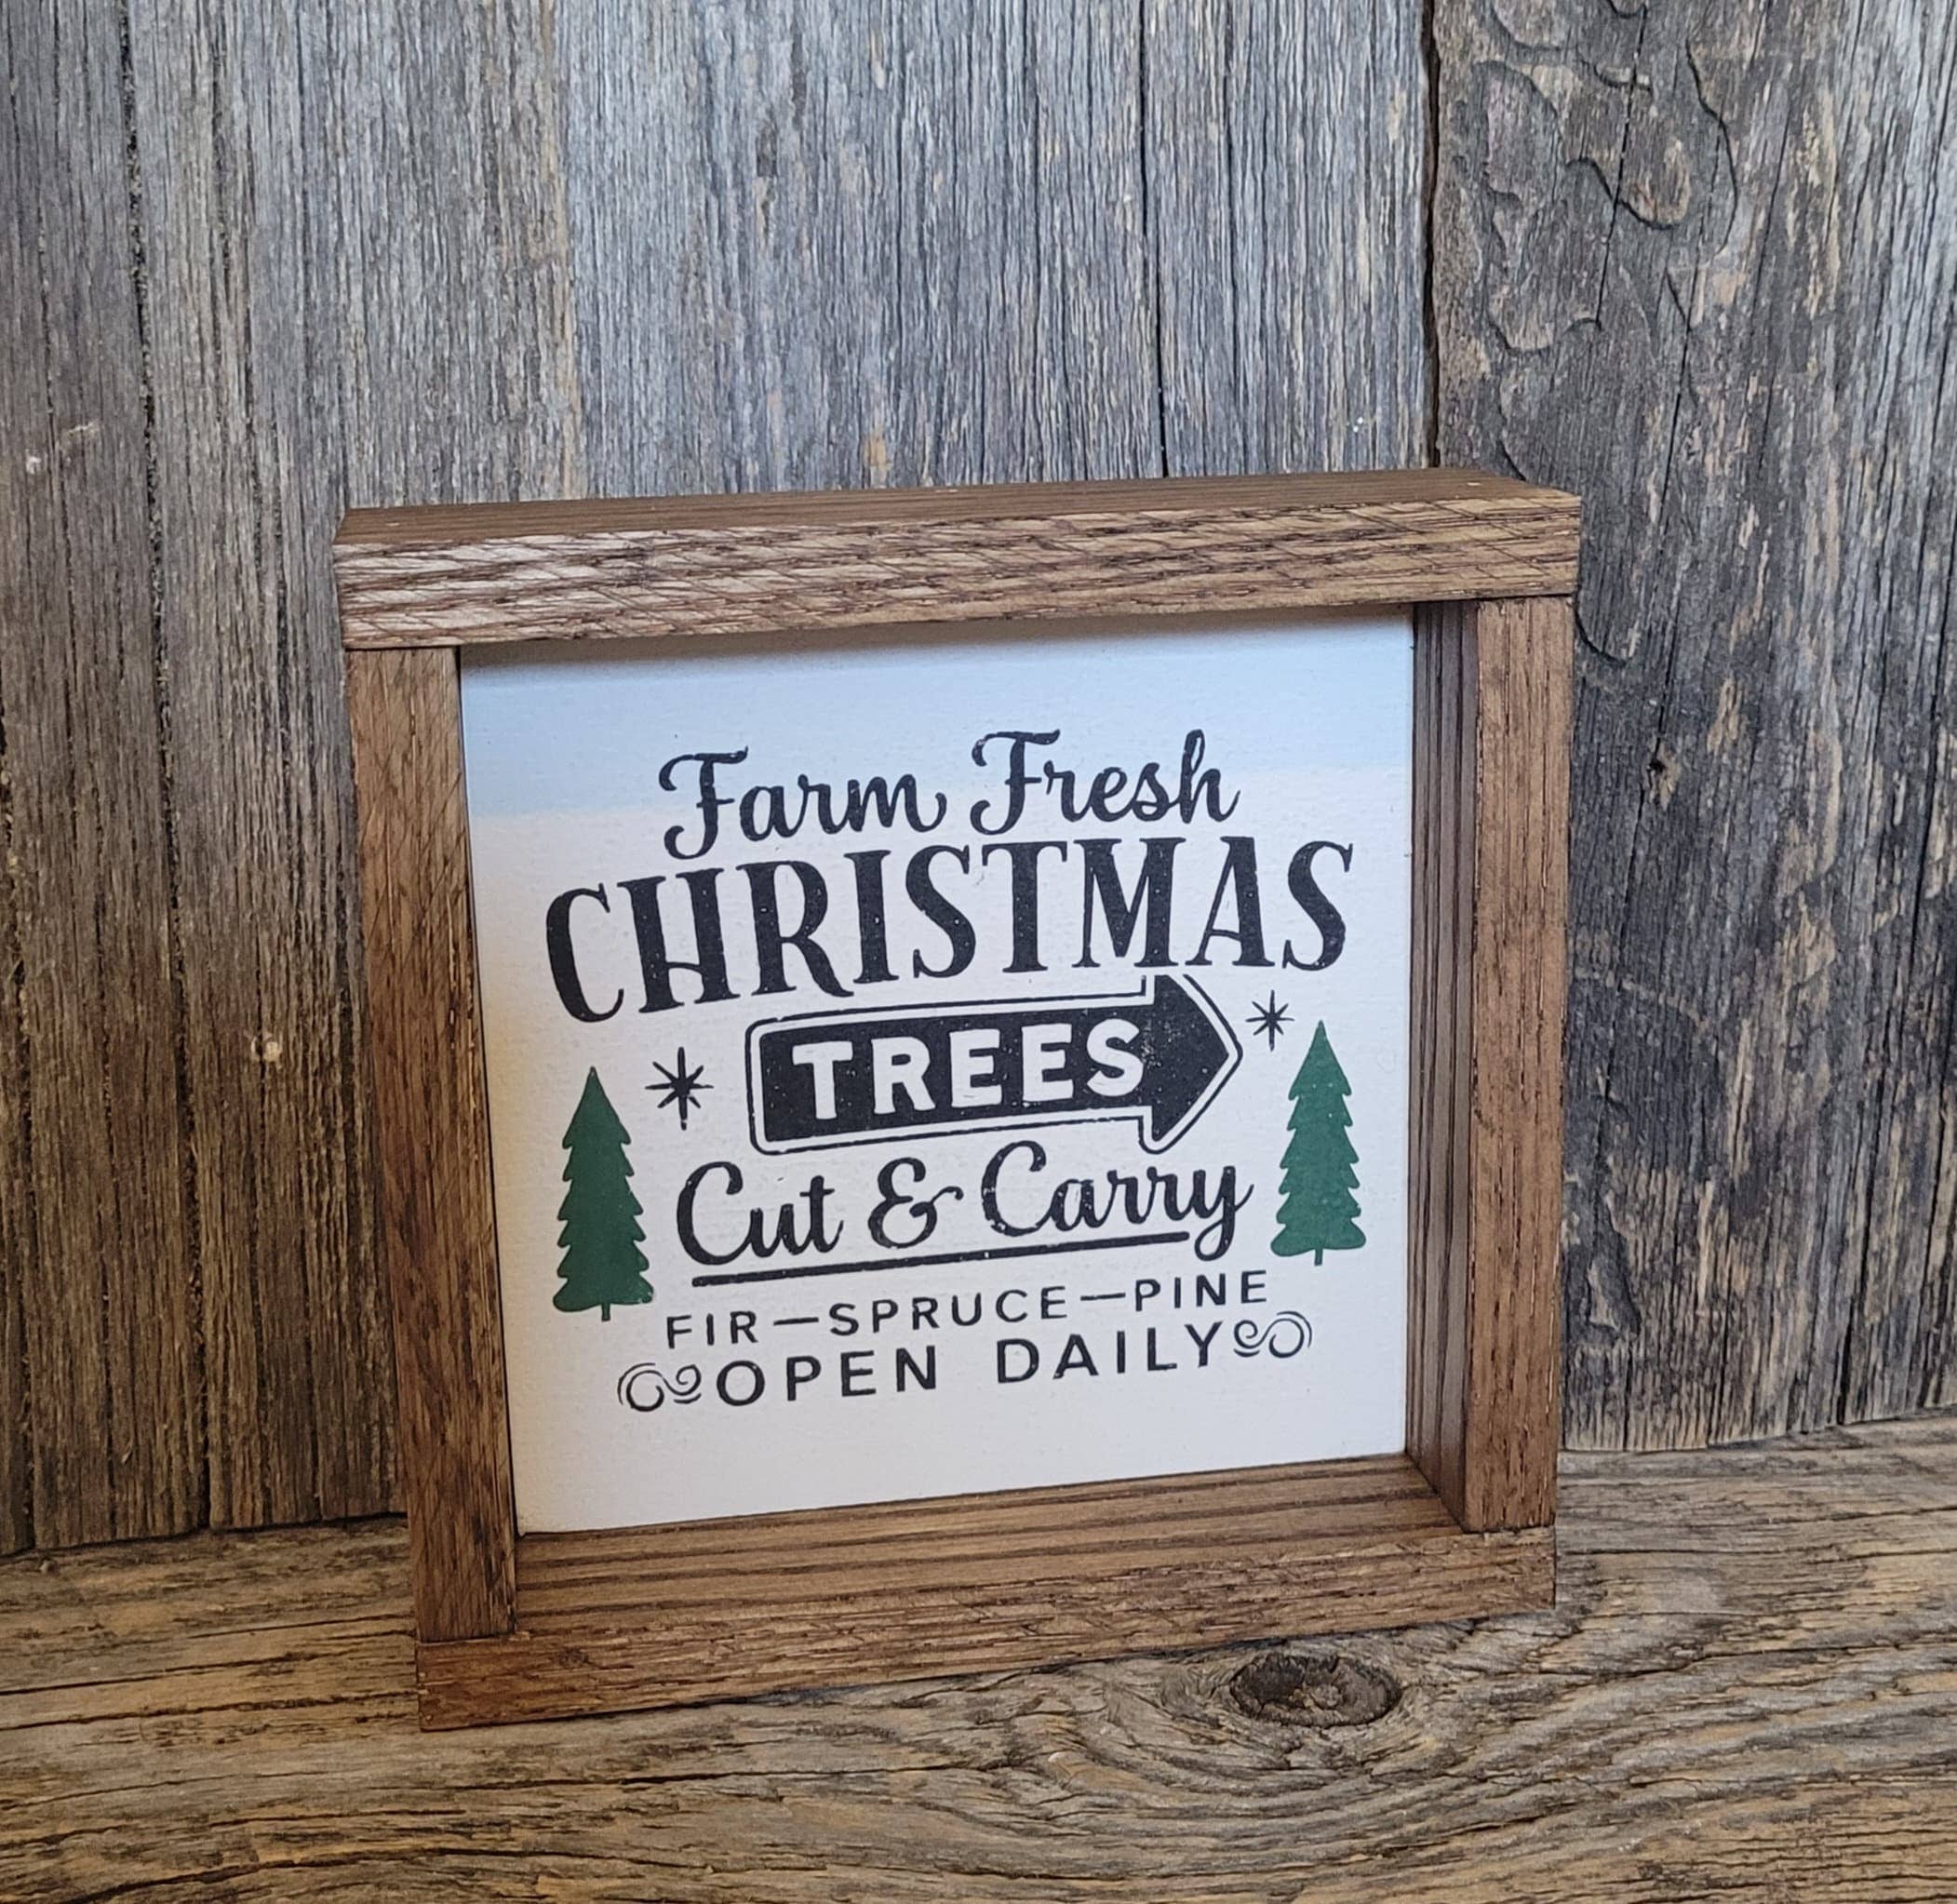 Farm Fresh
CHRISTMAS
TREES
Cut & Carry
FIR—SPRUCE—PINE
OPEN DAILY